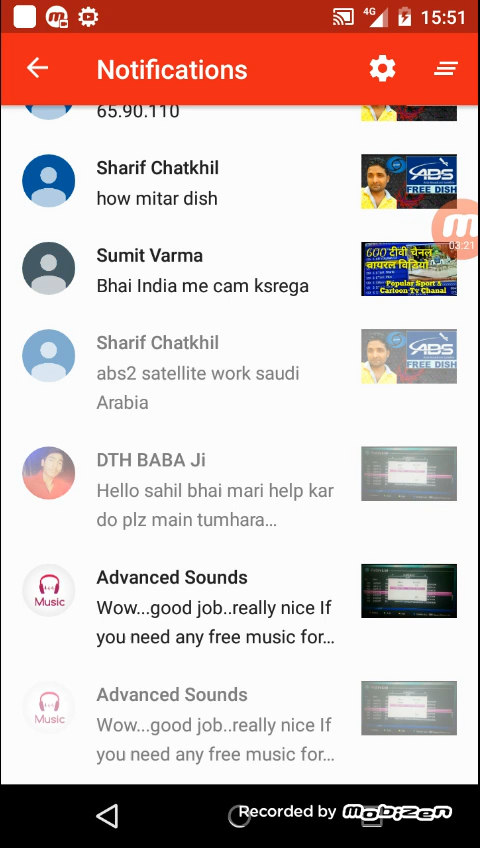 4G
15:51
Notifications
65.90.110
Sharif Chatkhil
how mitar dish
ABS
FREE DISH
03:21
Sumit Varma
Bhai India me cam ksrega
600 टीवी चैनल
वायरल विडियो
Popular Sport &
Cartoon Tv Chanal
Sharif Chatkhil
abs2 satellite work saudi
Arabia
ABS
FREE DISH
DTH BABA Ji
Hello sahil bhai mari help kar
do plz main tumhara…
Music
Advanced Sounds
Wow...good job..really nice If
you need any free music for…
Music
Advanced Sounds
Wow...good job..really nice If
you need any free music for…
Recorded by mobizen